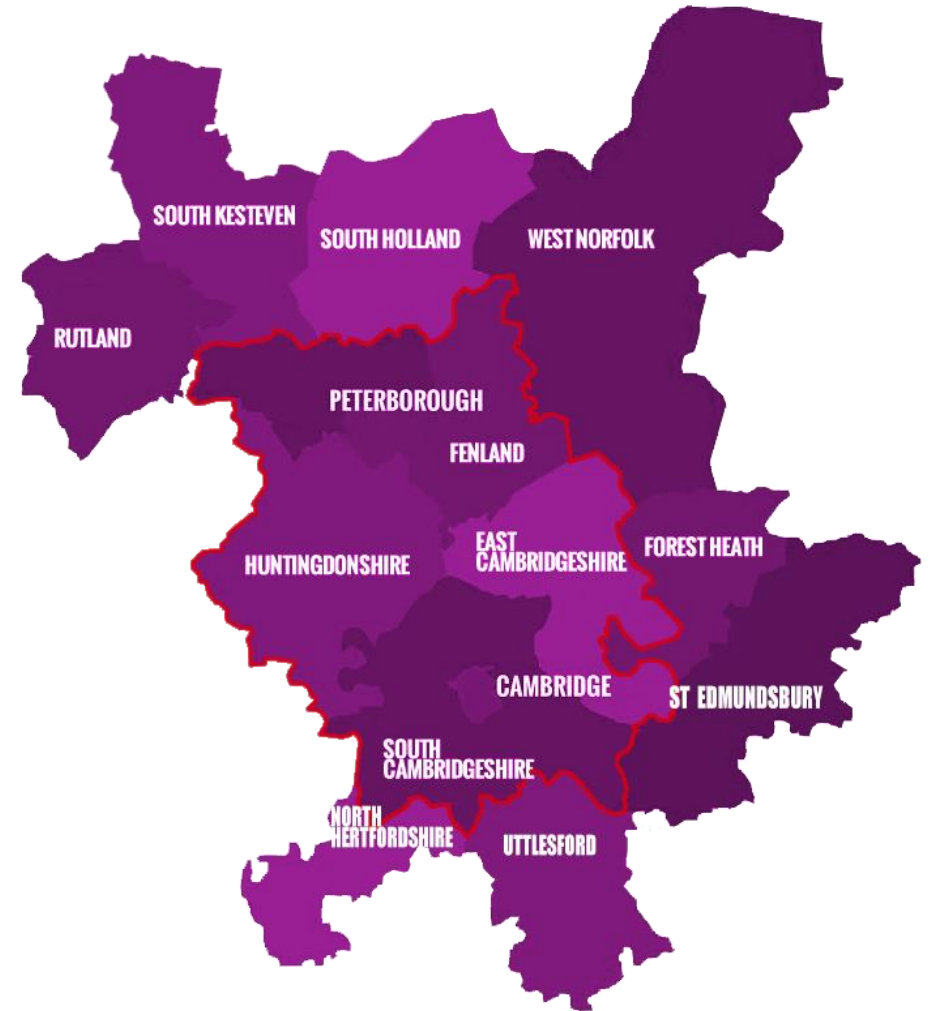 SOUTH KESTEVEN
SOUTH HOLLAND
WEST NORFOLK
RUTLAND
PETERBOROUGH
FENLAND
EAST
CAMBRIDGESHIRE
FOREST HEATH
HUNTINGDONSHIRE
CAMBRIDGE
ST EDMUNDSBURY
SOUTH
CAMBRIDGESHIRE
NORTH
HERTFORDSHIRE
UTTLESFORD